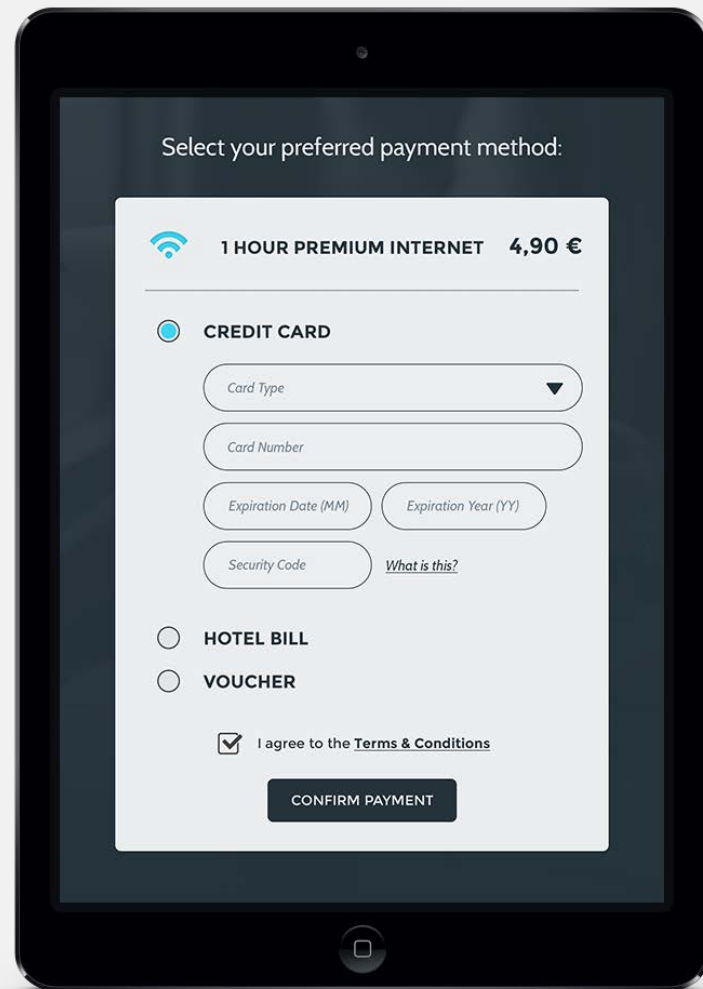 Select your preferred payment method:
1 HOUR PREMIUM INTERNET 4,90 €
CREDIT CARD
Card Type
Card Number
Expiration Date (MM) Expiration Year (YY)
Security Code What is this?
HOTEL BILL
VOUCHER
I agree to the Terms & Conditions
CONFIRM PAYMENT